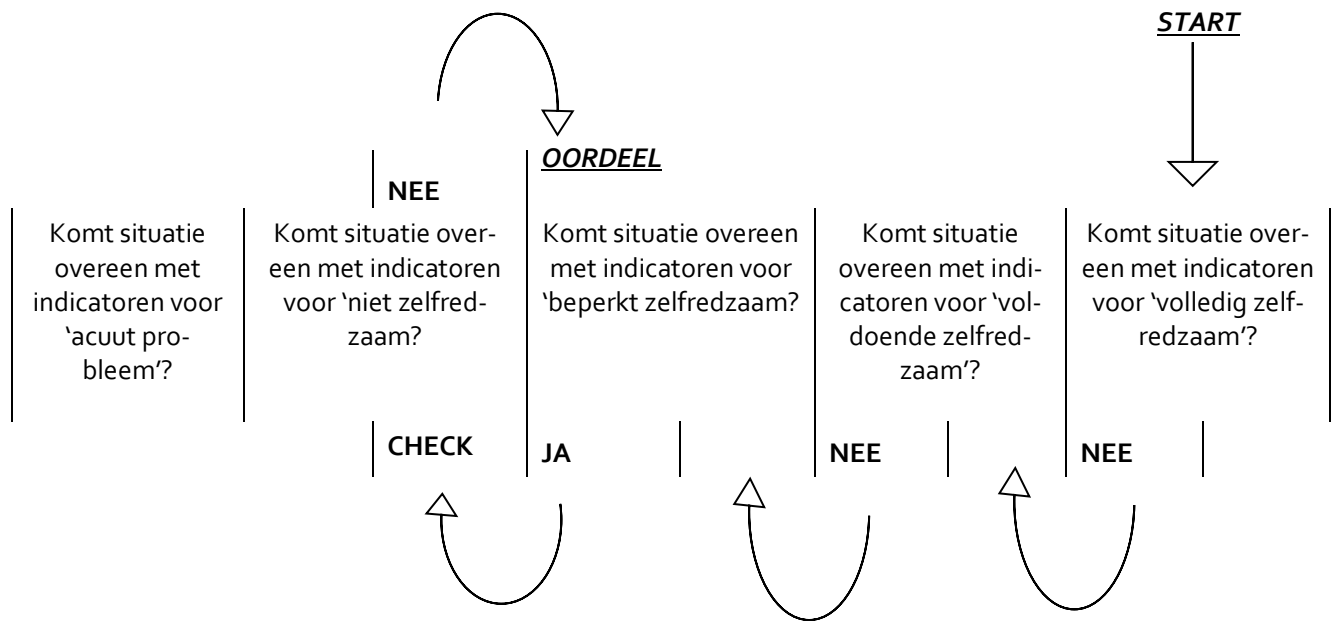 START
OORDEEL
NEE
Komt situatie
overeen met
indicatoren voor
‘acuut pro-
bleem’?
Komt situatie over-
een met indicatoren
voor ‘niet zelfred-
zaam?
Komt situatie overeen
met indicatoren voor
‘beperkt zelfredzaam?
Komt situatie
overeen met indi-
catoren voor ‘vol-
doende zelfred-
zaam’?
Komt situatie over-
een met indicatoren
voor ‘volledig zelf-
redzaam’?
CHECK
JA
NEE
NEE